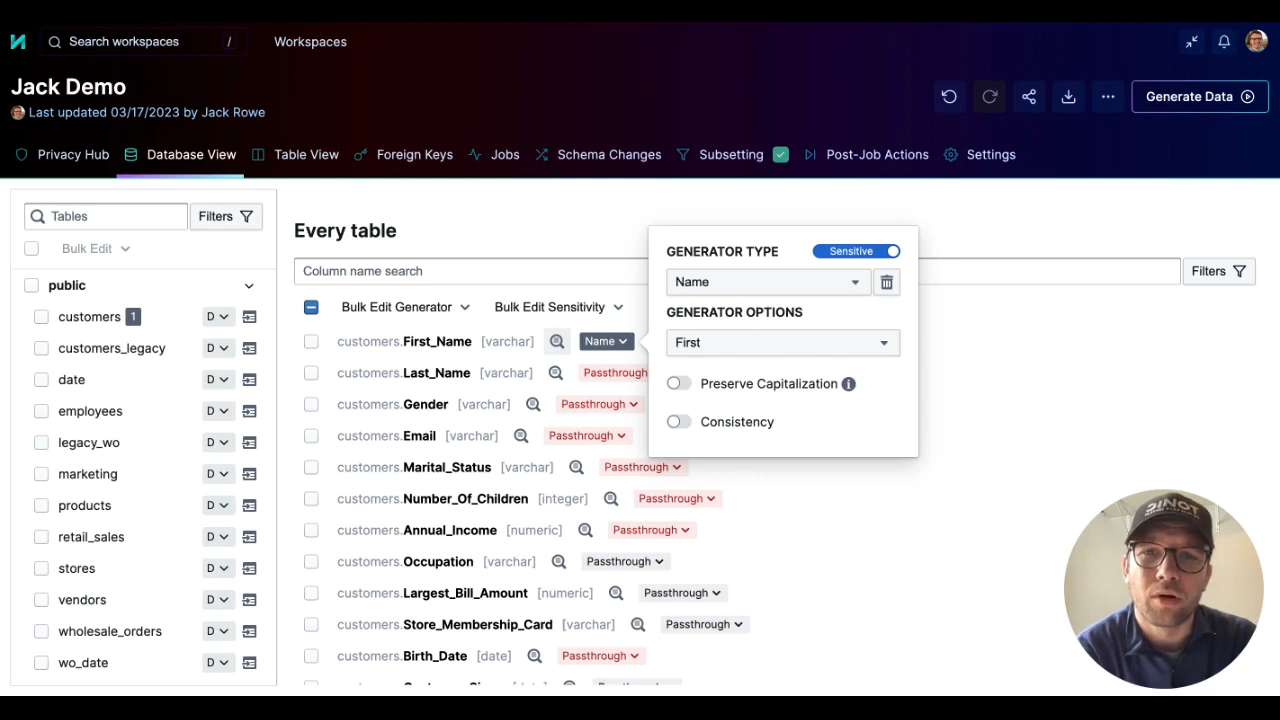 Search workspaces / Workspaces
Jack Demo
Last updated 03/17/2023 by Jack Rowe
Generate Data
Privacy Hub Database View Table View Foreign Keys Jobs Schema Changes Subsetting Post-Job Actions Settings
Tables Filters
Bulk Edit
public
customers 1 D
customers_legacy D
date D
employees D
legacy_wo D
marketing D
products D
retail_sales D
stores D
vendors D
wholesale_orders D
wo_date D
Every table
Column name search Filters
Bulk Edit Generator Bulk Edit Sensitivity
customers.First_Name [varchar] Name
customers.Last_Name [varchar] Passthrough
customers.Gender [varchar] Passthrough
customers.Email [varchar] Passthrough
customers.Marital_Status [varchar] Passthrough
customers.Number_Of_Children [integer] Passthrough
customers.Annual_Income [numeric] Passthrough
customers.Occupation [varchar] Passthrough
customers.Largest_Bill_Amount [numeric] Passthrough
customers.Store_Membership_Card [varchar] Passthrough
customers.Birth_Date [date] Passthrough
GENERATOR TYPE Sensitive
Name
GENERATOR OPTIONS
First
Preserve Capitalization
Consistency